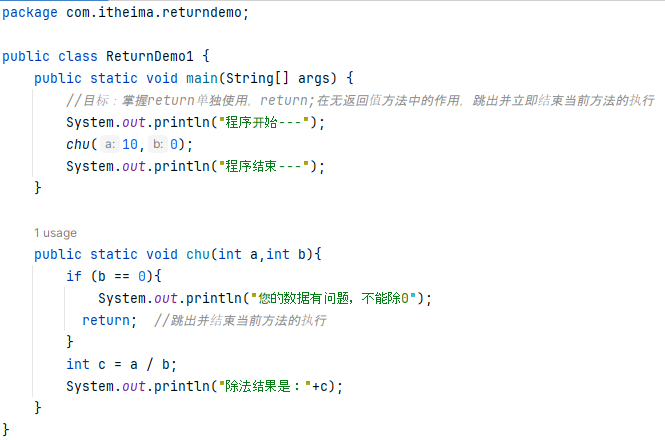 package com.itheima.returndemo;
public class ReturnDemo1 {
public static void main(String[] args) {
//目标：掌握return单独使用，return;在无返回值方法中的作用，跳出并立即结束当前方法的执行
System.out.println("程序开始---");
chu( a: 10, b: 0);
System.out.println("程序结束---");
}
1 usage
public static void chu(int a,int b){
if (b == 0){
System.out.println("您的数据有问题，不能除0");
return;  //跳出并结束当前方法的执行
}
int c = a / b;
System.out.println("除法结果是："+c);
}
}